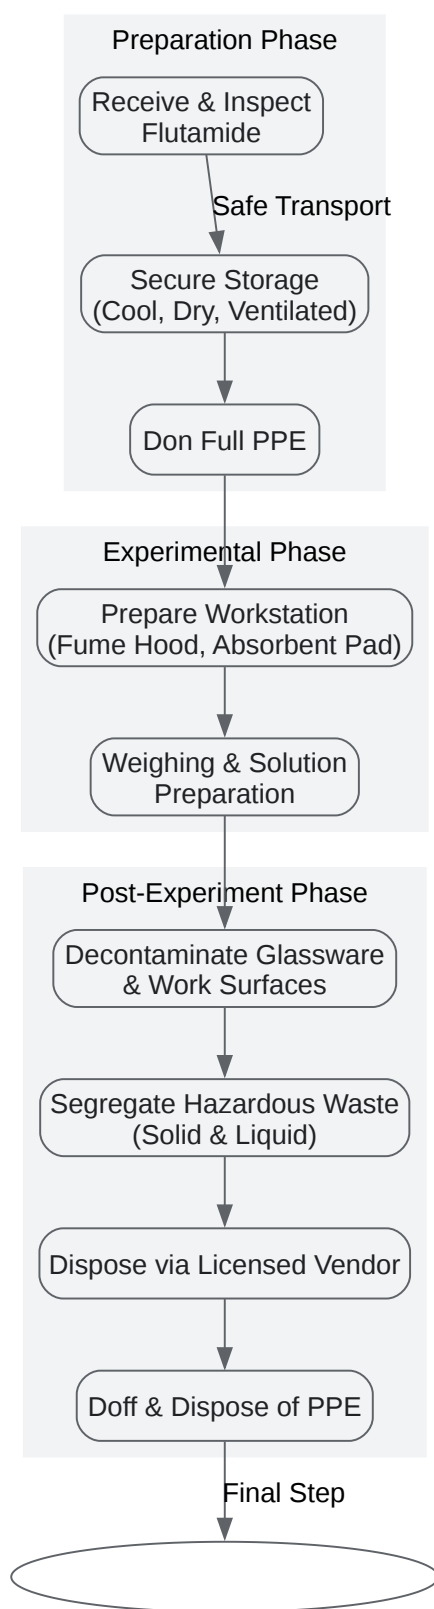 Preparation Phase
Receive & Inspect
Flutamide
Safe Transport
Secure Storage
(Cool, Dry, Ventilated)
Don Full PPE
Experimental Phase
Prepare Workstation
(Fume Hood, Absorbent Pad)
Weighing & Solution
Preparation
Post-Experiment Phase
Decontaminate Glassware
& Work Surfaces
Segregate Hazardous Waste
(Solid & Liquid)
Dispose via Licensed Vendor
Doff & Dispose of PPE
Final Step